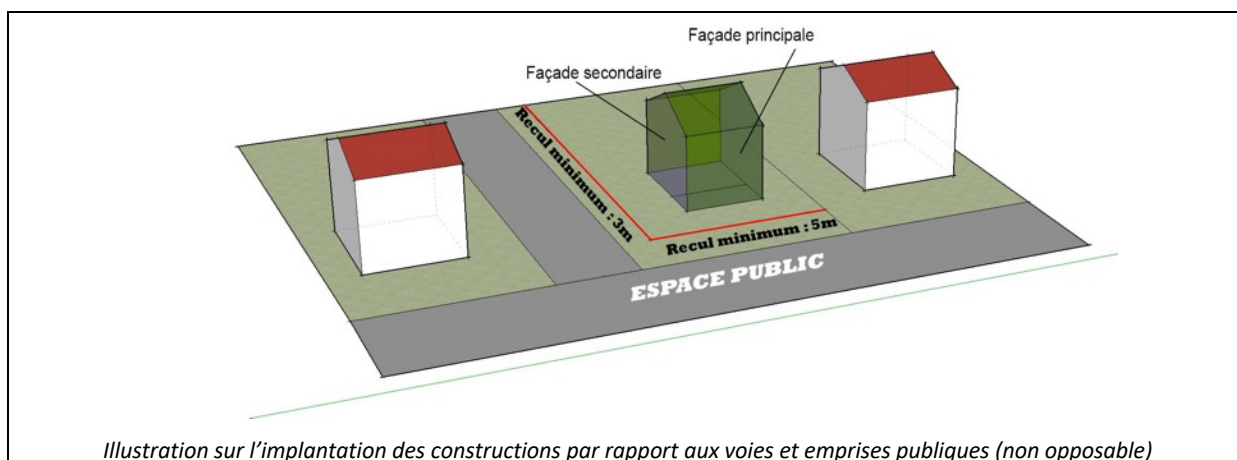 Façade principale
Façade secondaire
Recul minimum : 3m
Recul minimum : 5m
ESPACE PUBLIC
Illustration sur l’implantation des constructions par rapport aux voies et emprises publiques (non opposable)